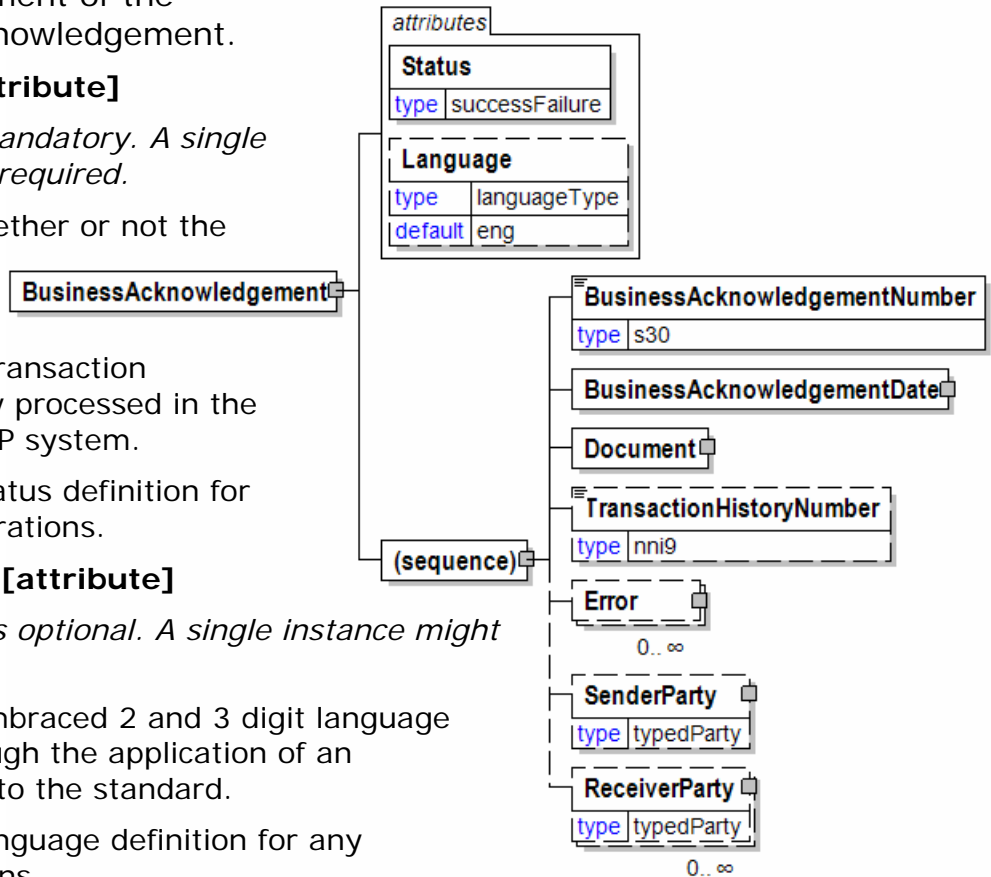 nowledgement.
tribute]
andatory. A single
required.
ether or not the
ransaction
processed in the
P system.
atus definition for
rations.
[attribute]
s optional. A single instance might
nbraced 2 and 3 digit language
ugh the application of an
to the standard.
nguage definition for any
BusinessAcknowledgement
attributes
Status
type successFailure
Language
type languageType
default eng
(sequence)
BusinessAcknowledgementNumber
type s30
BusinessAcknowledgementDate
Document
TransactionHistoryNumber
type nni9
Error
0.. ∞
SenderParty
type typedParty
ReceiverParty
type typedParty
0.. ∞